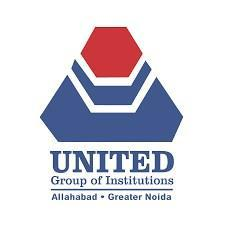 UNITED
Group of Institutions
Allahabad • Greater Noida